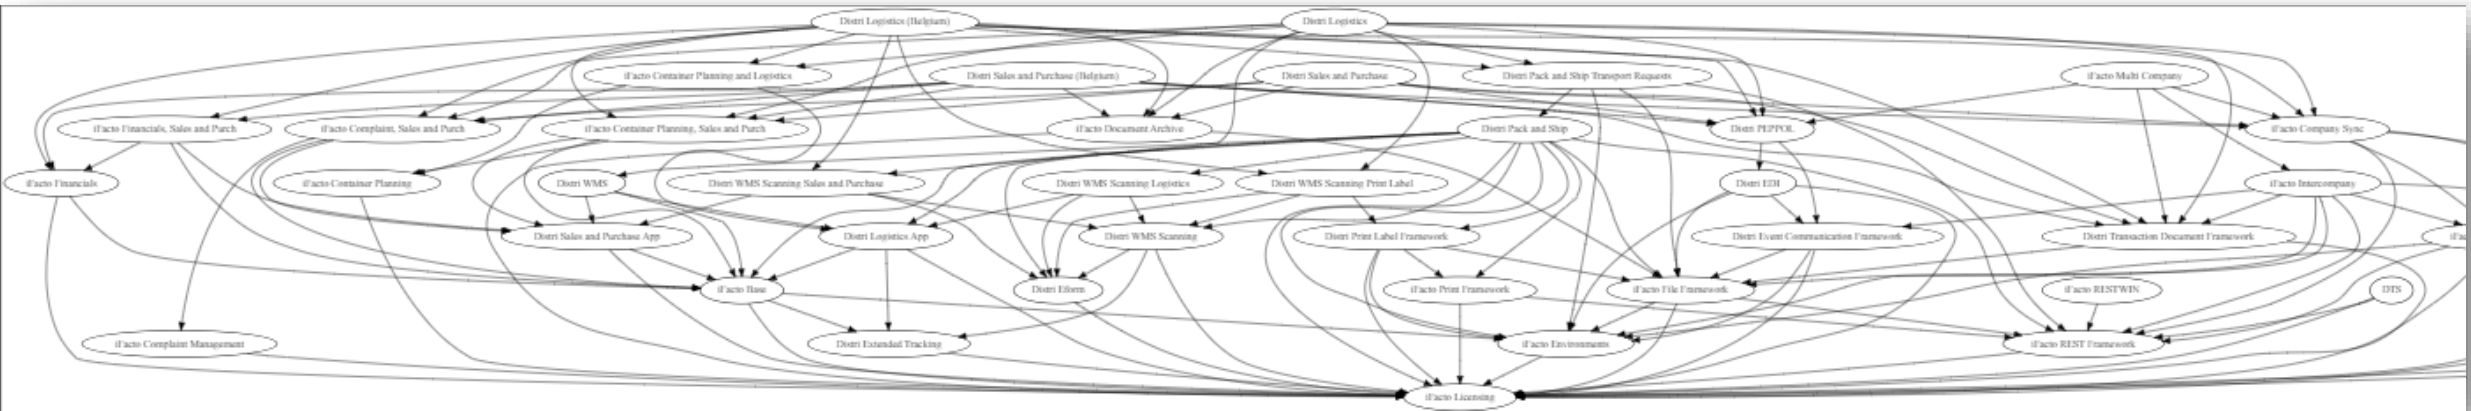 Distri Logistics (Belgium)
Distri Logistics
iFacto Container Planning and Logistics
Distri Sales and Purchase (Belgium)
Distri Sales and Purchase
Distri Pack and Ship Transport Requests
iFacto Multi Company
iFacto Financials, Sales and Purch
iFacto Complaint, Sales and Purch
iFacto Container Planning, Sales and Purch
iFacto Document Archive
Distri Pack and Ship
Distri PEPPOL
iFacto Company Sync
iFacto Financials
iFacto Container Planning
Distri WMS
Distri WMS Scanning Sales and Purchase
Distri WMS Scanning Logistics
Distri WMS Scanning Print Label
Distri EDI
iFacto Intercompany
Distri Sales and Purchase App
Distri Logistics App
Distri WMS Scanning
Distri Print Label Framework
Distri Event Communication Framework
Distri Transaction Document Framework
iFacto Base
Distri Eform
iFacto Print Framework
iFacto File Framework
iFacto RESTWIN
DTS
iFacto Complaint Management
Distri Extended Tracking
iFacto Environments
iFacto REST Framework
iFacto Licensing